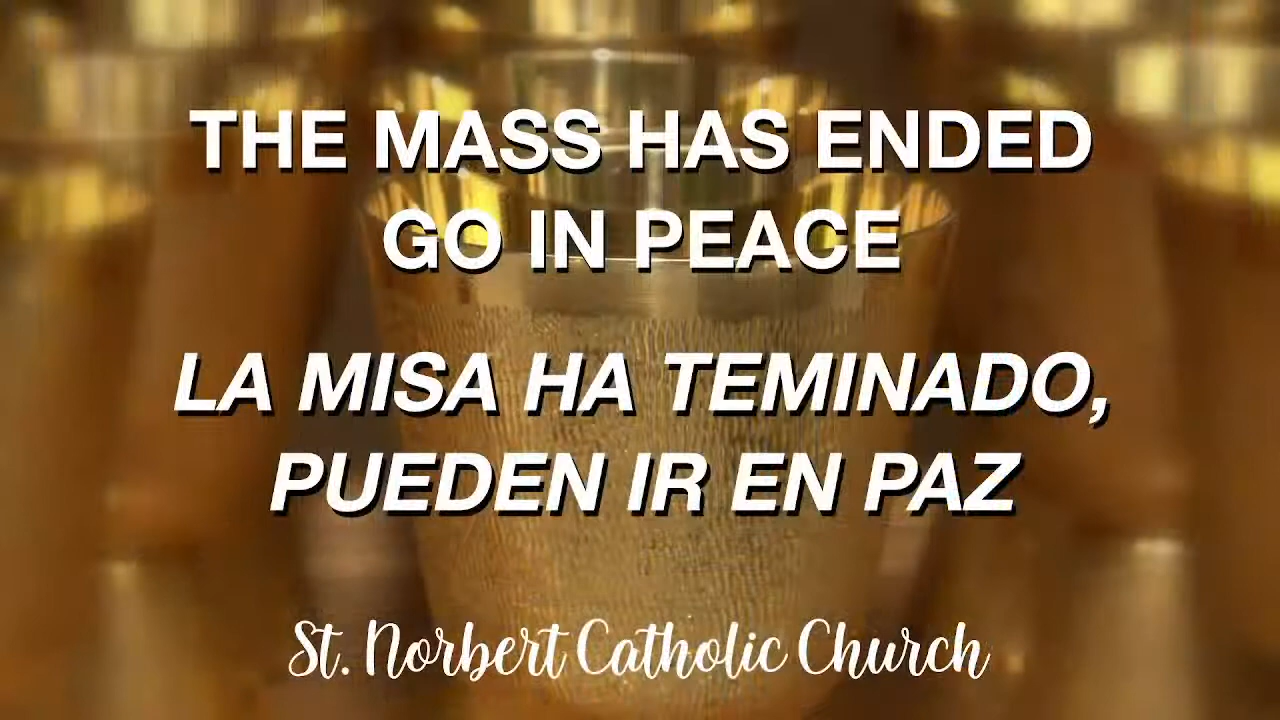 THE MASS HAS ENDED
GO IN PEACE
LA MISA HA TEMINADO,
PUEDEN IR EN PAZ
St. Norbert Catholic Church